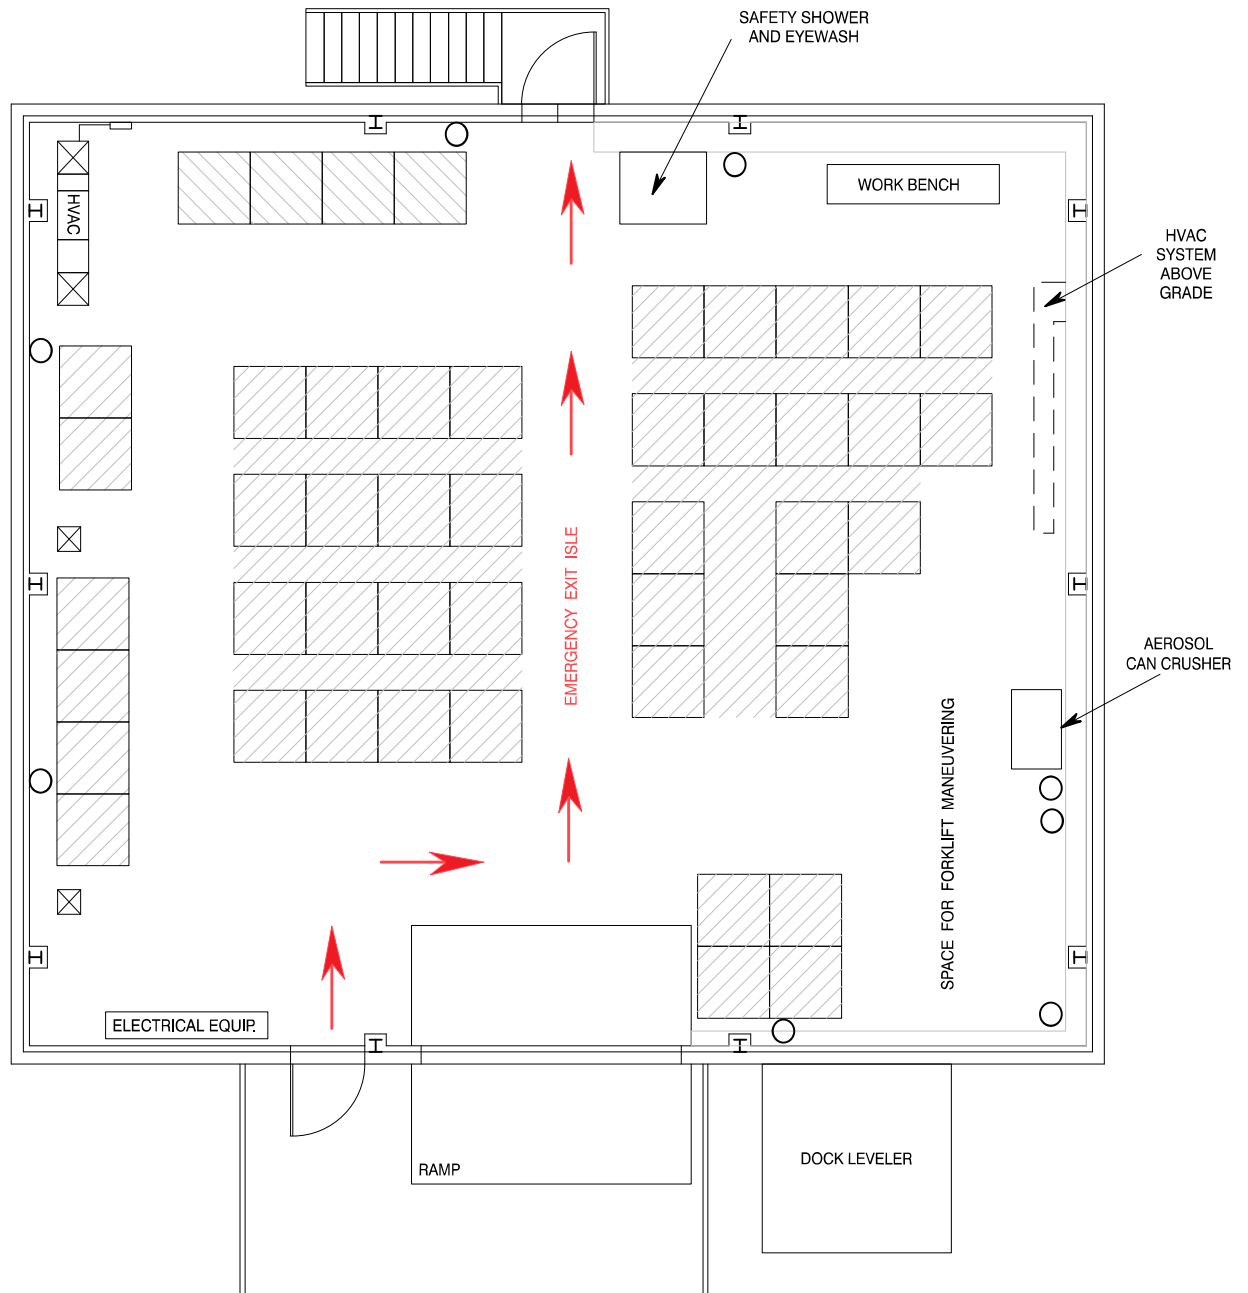 SAFETY SHOWER
AND EYEWASH
HVAC
WORK BENCH
HVAC
SYSTEM
ABOVE
GRADE
EMERGENCY EXIT ISLE
AEROSOL
CAN CRUSHER
SPACE FOR FORKLIFT MANEUVERING
ELECTRICAL EQUIP.
RAMP
DOCK LEVELER